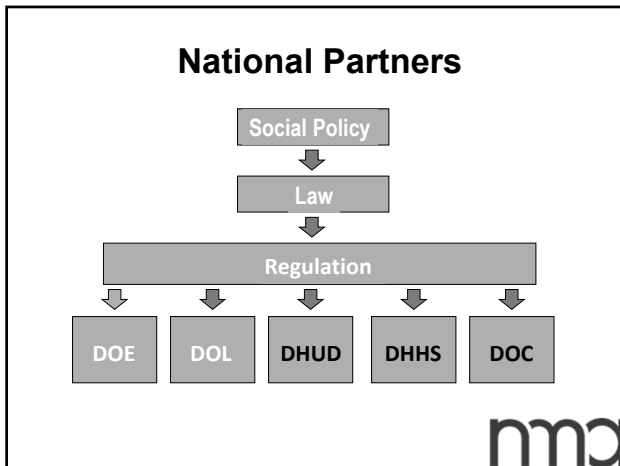 National Partners
Social Policy
Law
Regulation
DOE DOL DHUD DHHS DOC